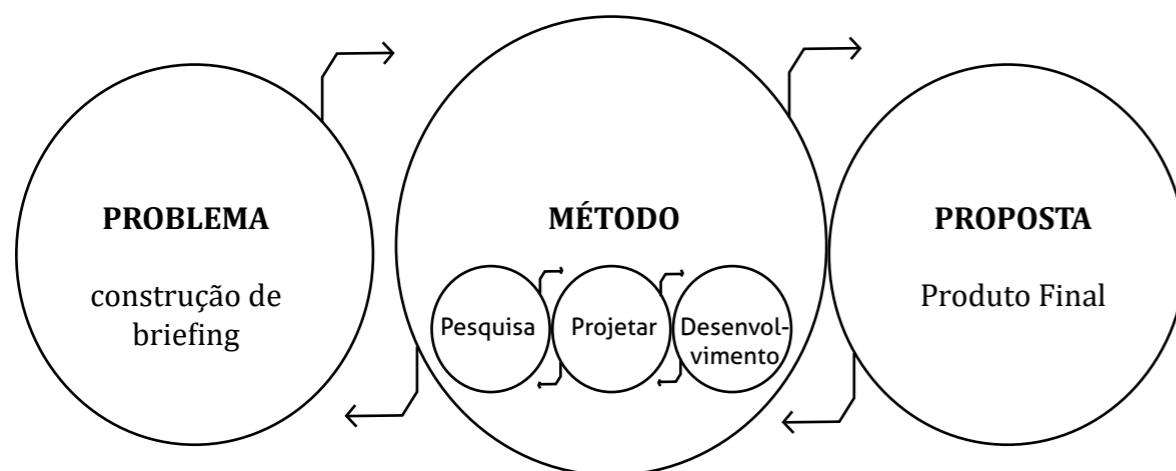 PROBLEMA
construção de
briefing
MÉTODO
Pesquisa
Projetar
Desenvol-
vimento
PROPOSTA
Produto Final